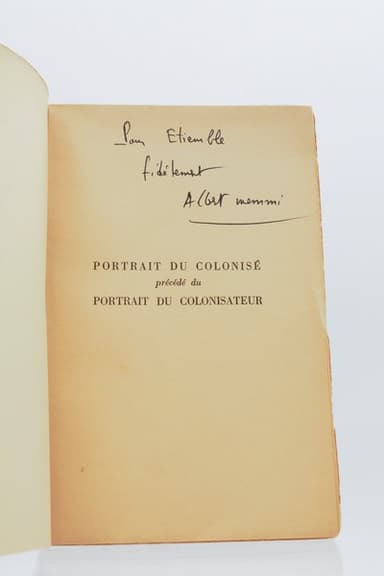 Pour Etiemble
fidèlement
Albert memmi
PORTRAIT DU COLONISÉ
précédé du
PORTRAIT DU COLONISATEUR